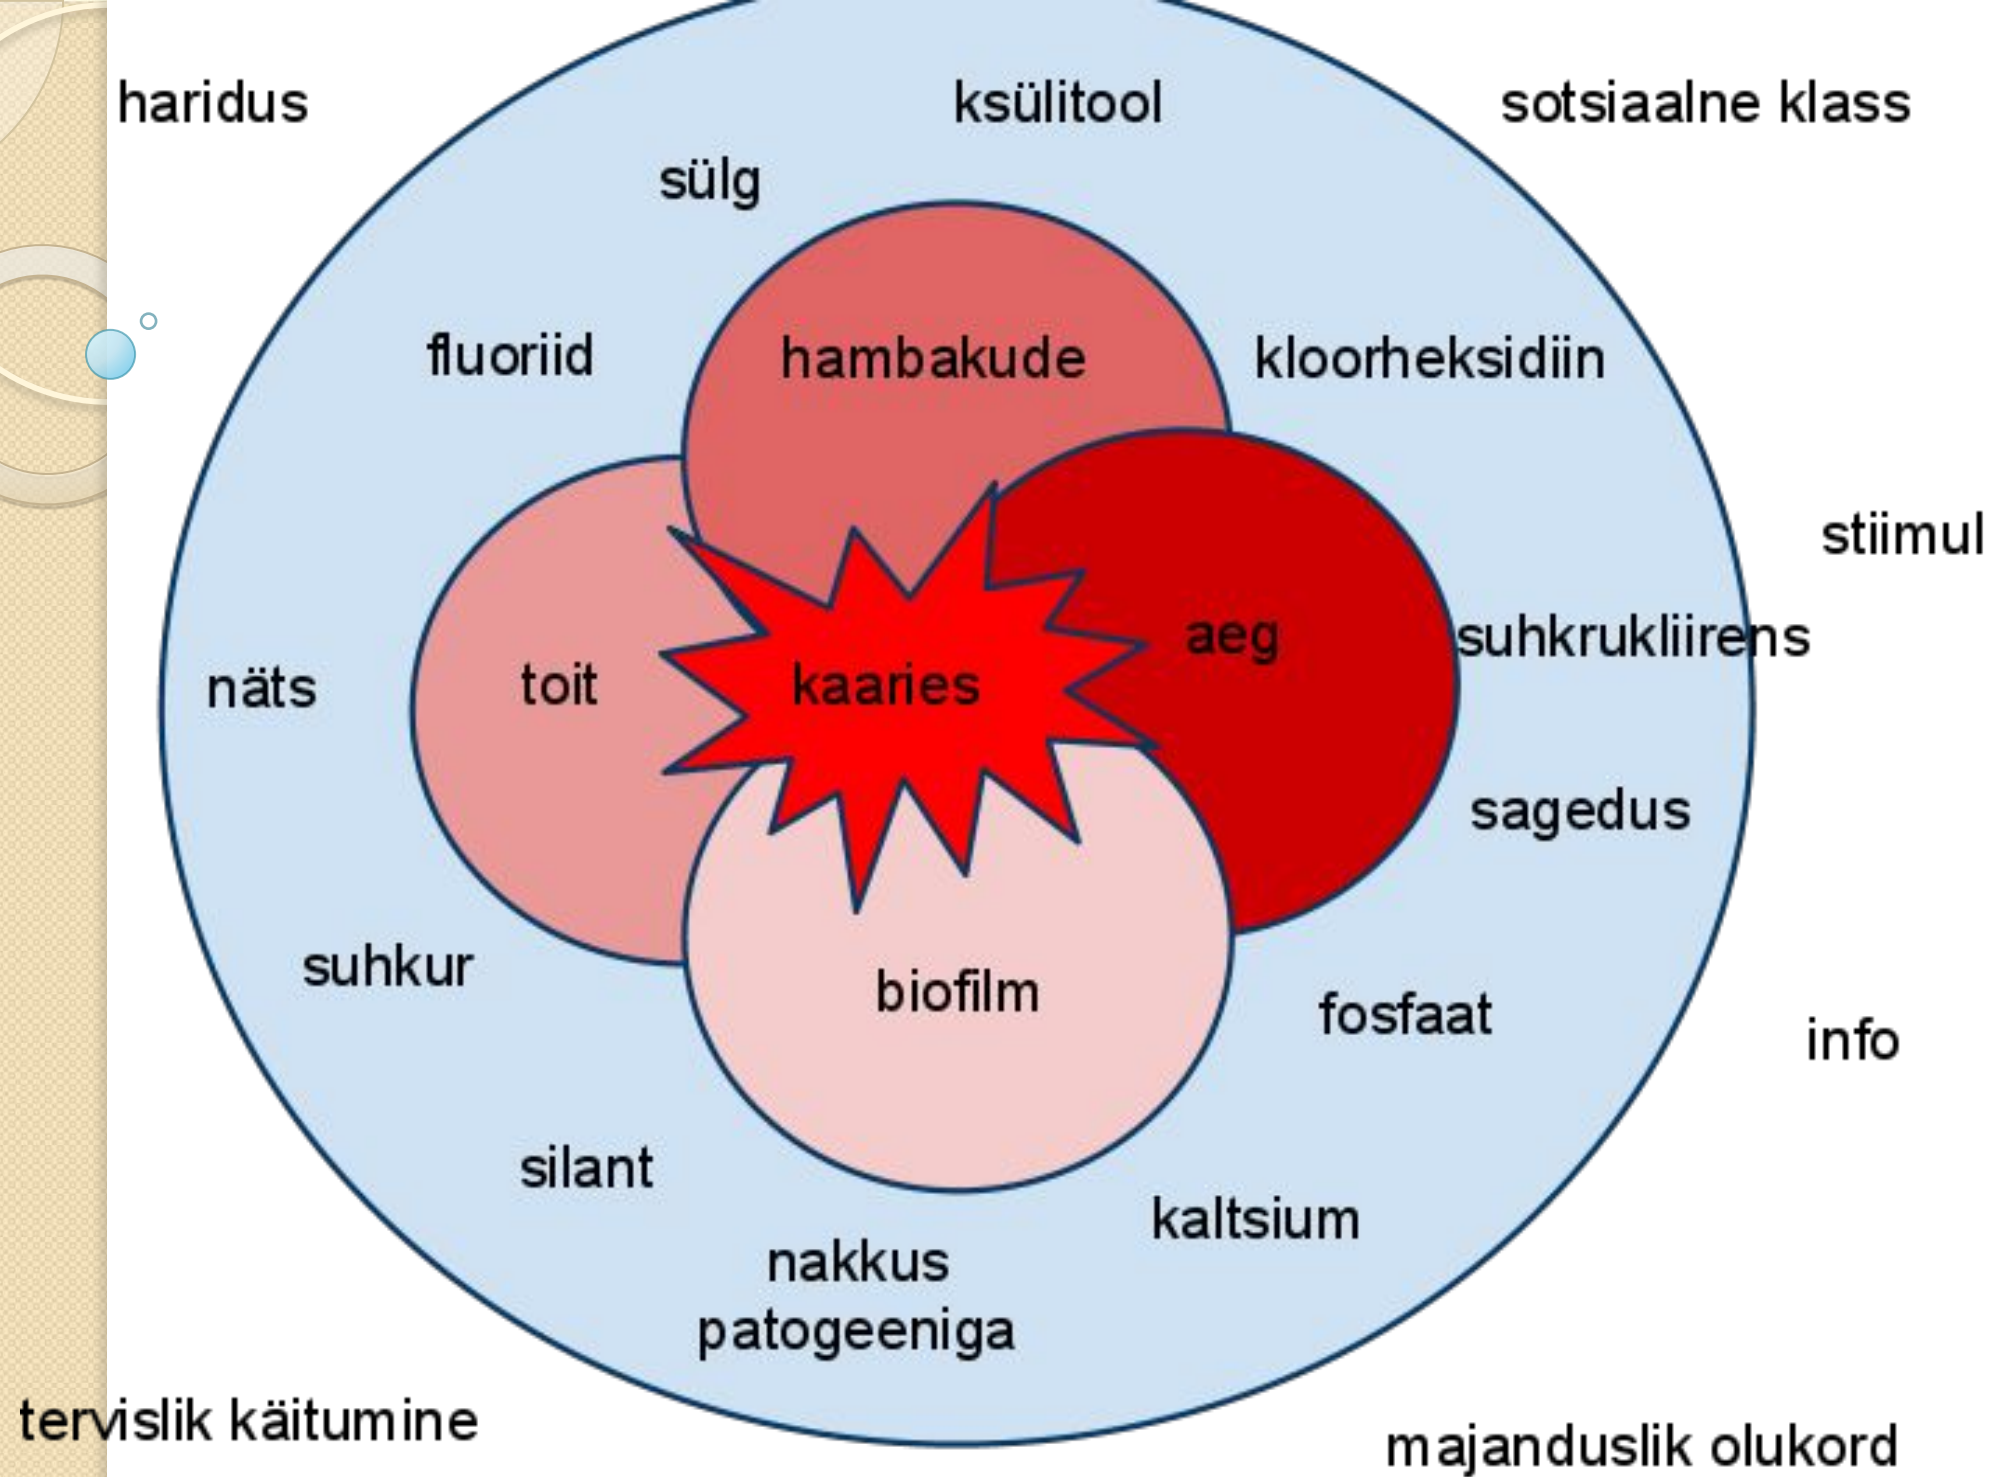 haridus
ksülitool
sotsiaalne klass
sülg
fluoriid
hambakude
kloorheksidiin
stiimul
aeg
suhkrukliirens
näts
toit
kaaries
sagedus
suhkur
biofilm
fosfaat
info
silant
kaltsium
nakkus
patogeeniga
tervislik käitumine
majanduslik olukord